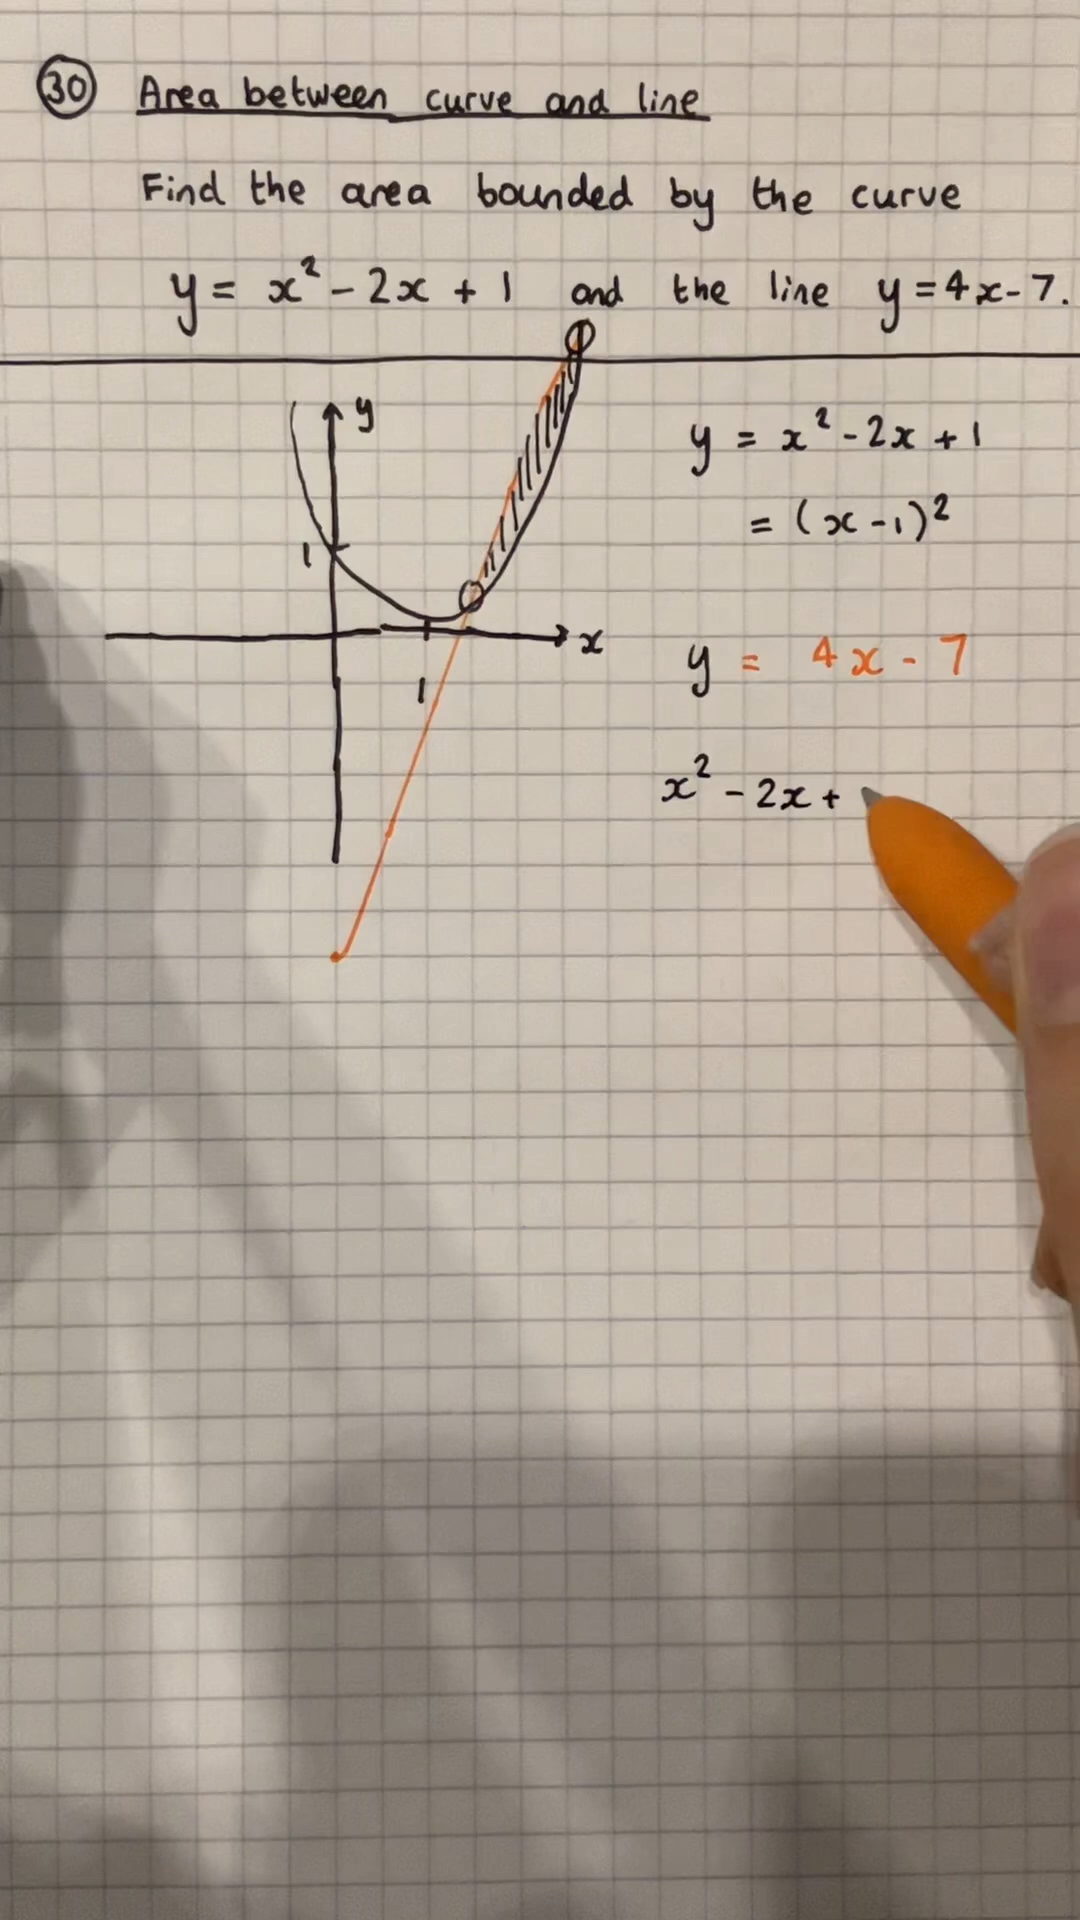 30 Area between curve and line
Find the area bounded by the curve
y = x² - 2x + 1 and the line y = 4x - 7.
y
1
x
1
y = x² - 2x + 1
= (x - 1)²
y = 4x - 7
x² - 2x +